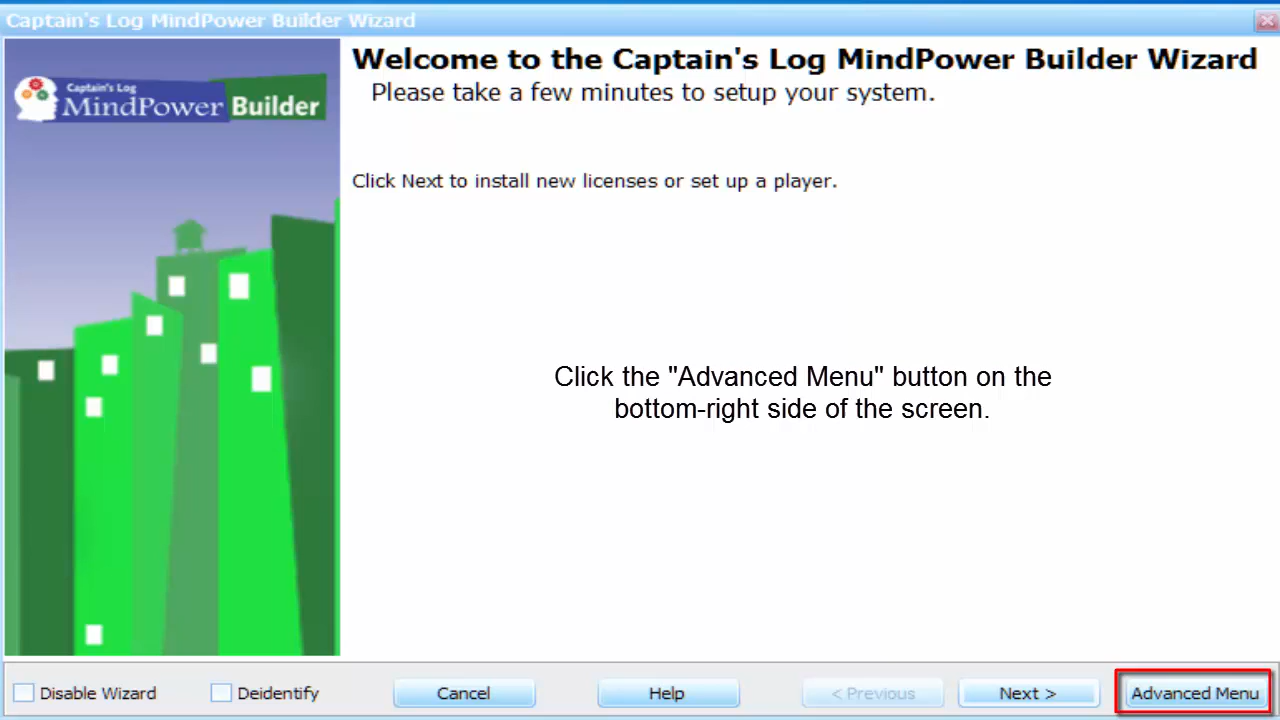 Captain's Log MindPower Builder Wizard
Captain's Log
MindPower Builder
Welcome to the Captain's Log MindPower Builder Wizard
Please take a few minutes to setup your system.
Click Next to install new licenses or set up a player.
Click the "Advanced Menu" button on the
bottom-right side of the screen.
Disable Wizard Deidentify Cancel Help < Previous Next > Advanced Menu